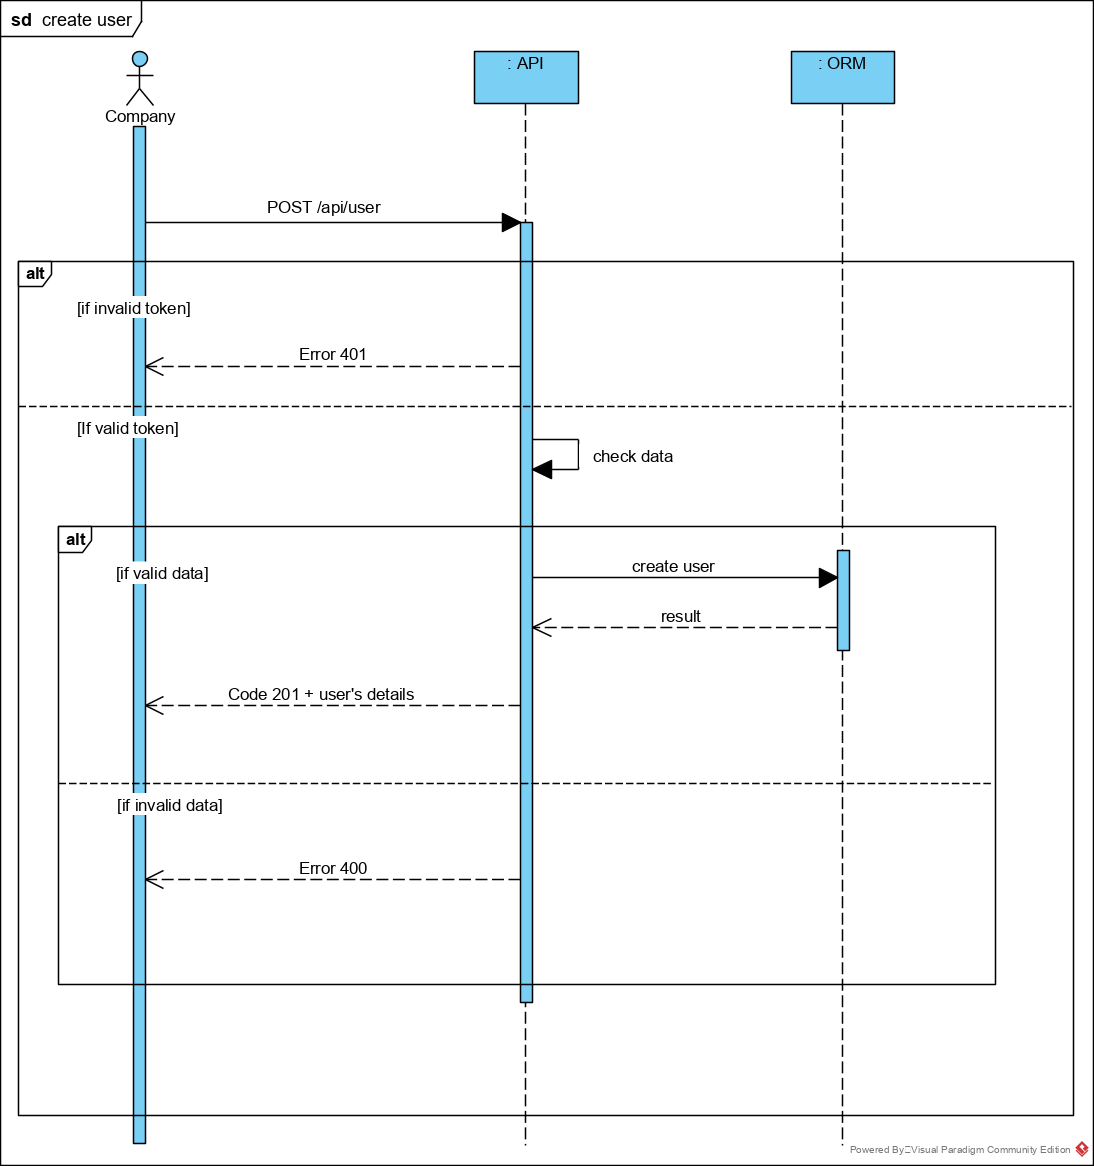 sd create user
Company
: API
: ORM
POST /api/user
alt
[if invalid token]
Error 401
[If valid token]
check data
alt
[if valid data]
create user
result
Code 201 + user's details
[if invalid data]
Error 400
Powered By Visual Paradigm Community Edition